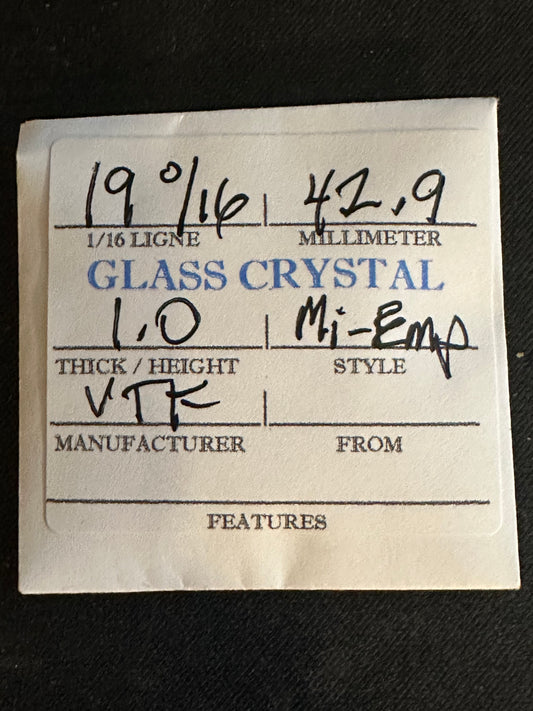 19 0/16 42.9
1/16 LIGNE MILLIMETER
GLASS CRYSTAL
1.0 Mi-Emp
THICK / HEIGHT STYLE
VTF
MANUFACTURER FROM
FEATURES